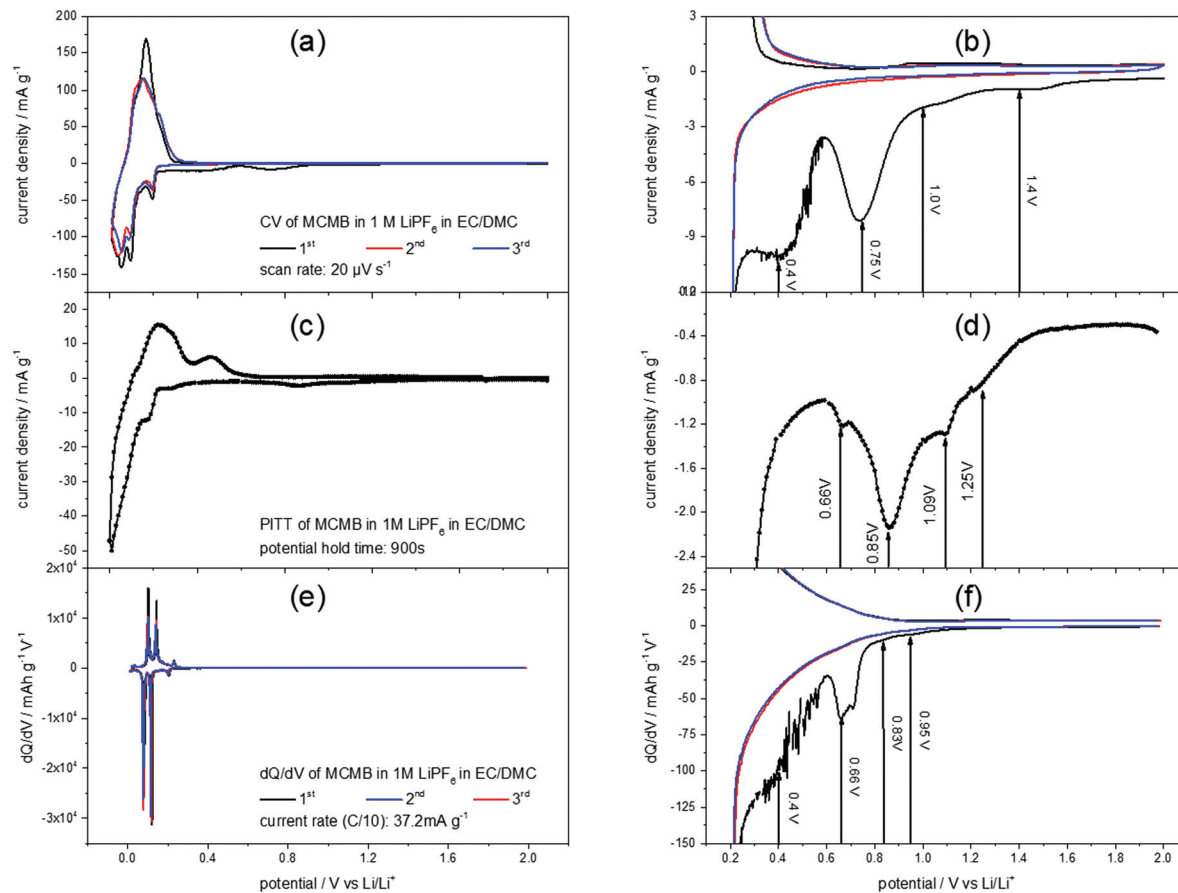 (a)
200
150
100
50
0
-50
-100
-150
current density / mA g⁻¹
CV of MCMB in 1 M LiPF₆ in EC/DMC
1ˢᵗ 2ⁿᵈ 3ʳᵈ
scan rate: 20 µV s⁻¹
(b)
3
0
-3
-6
-9
current density / mA g⁻¹
0.4 V
0.75 V
1.0 V
1.4 V
(c)
20
10
0
-10
-20
-30
-40
-50
current density / mA g⁻¹
PITT of MCMB in 1M LiPF₆ in EC/DMC
potential hold time: 900s
(d)
-0.4
-0.8
-1.2
-1.6
-2.0
-2.4
current density / mA g⁻¹
0.69V
0.85V
1.09V
1.25V
(e)
2x10⁴
1x10⁴
0
-1x10⁴
-2x10⁴
-3x10⁴
dQ/dV / mAh g⁻¹ V⁻¹
dQ/dV of MCMB in 1M LiPF₆ in EC/DMC
1ˢᵗ 2ⁿᵈ 3ʳᵈ
current rate (C/10): 37.2mA g⁻¹
0.0 0.4 0.8 1.2 1.6 2.0
potential / V vs Li/Li⁺
(f)
25
0
-25
-50
-75
-100
-125
-150
dQ/dV / mAh g⁻¹ V⁻¹
0.4 V
0.66 V
0.83V
0.95V
0.2 0.4 0.6 0.8 1.0 1.2 1.4 1.6 1.8 2.0
potential / V vs Li/Li⁺